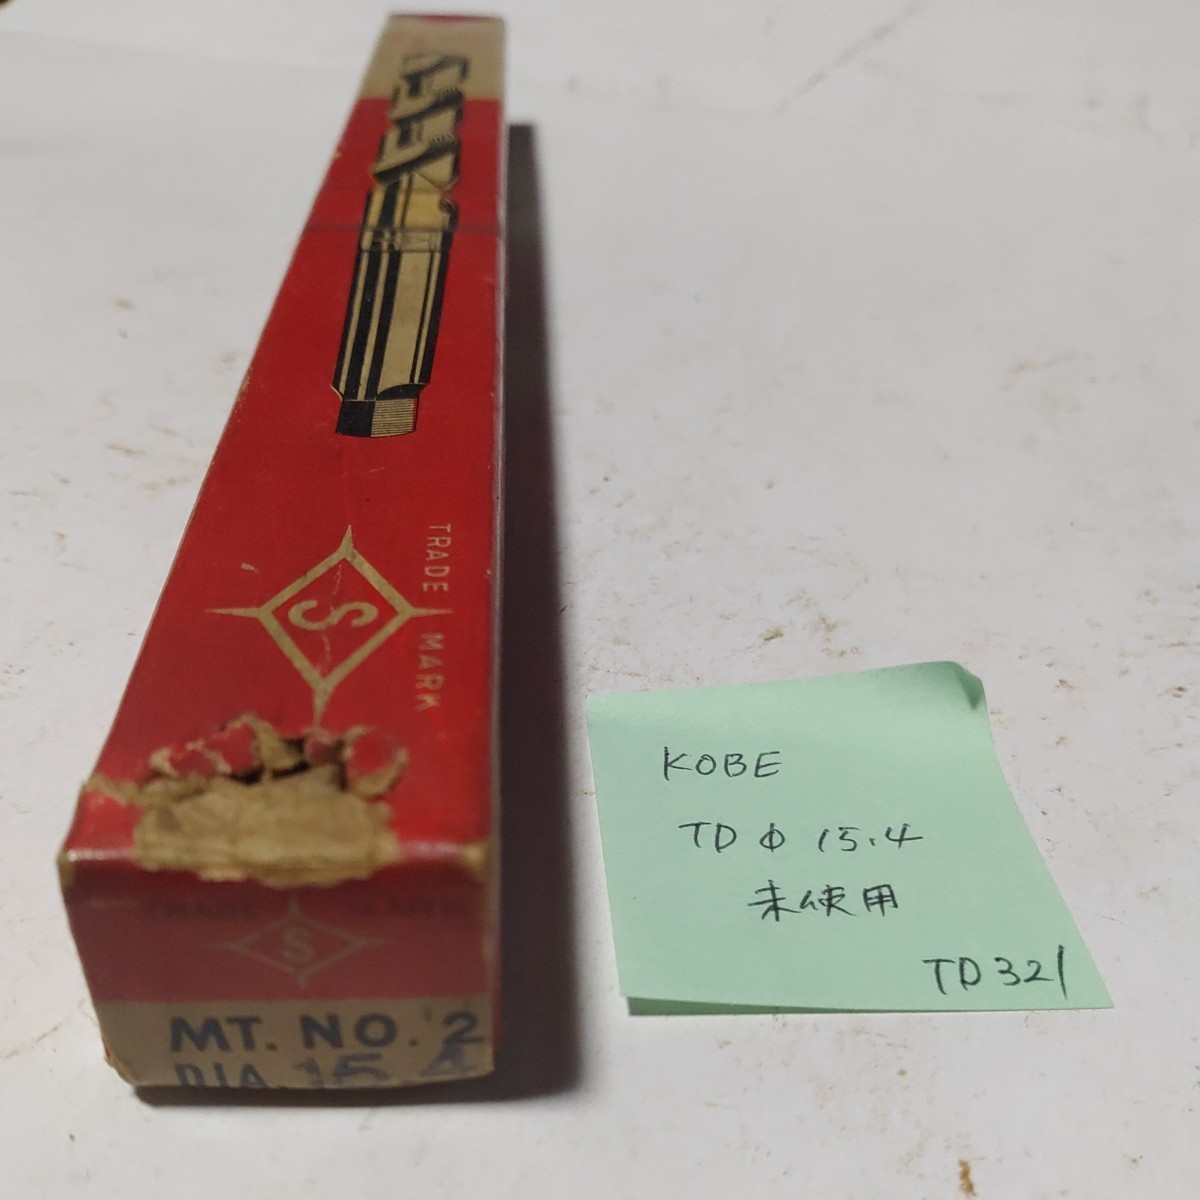 TRADE MARK
S
S
MT. NO. 2
DIA. 15.4
KOBE
TD φ 15.4
未使用
TD321